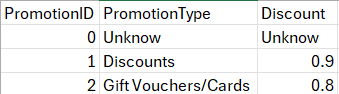 PromotionID PromotionType Discount
0 Unknow Unknow
1 Discounts 0.9
2 Gift Vouchers/Cards 0.8